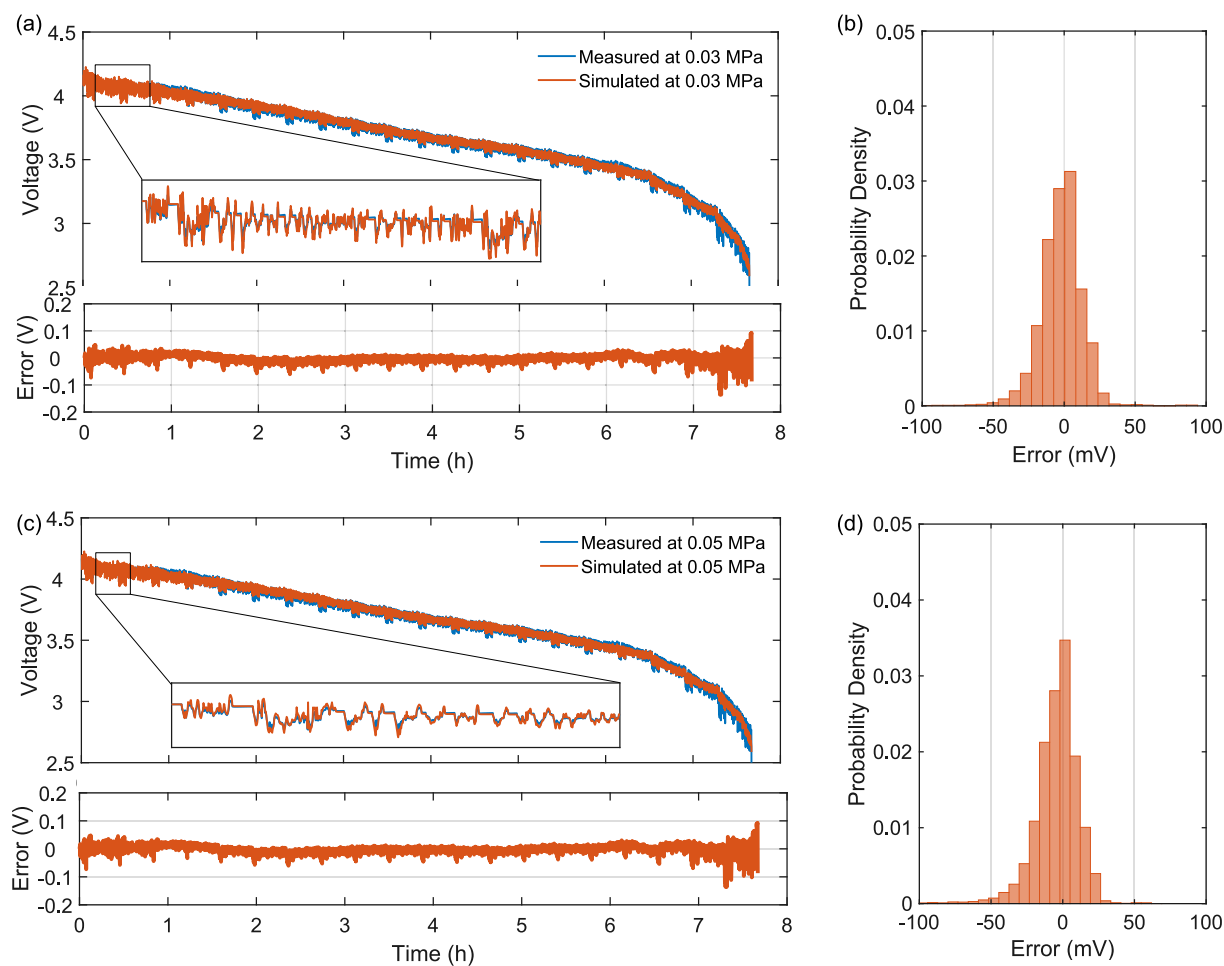 (a)
4.5
4
3.5
3
2.5
Voltage (V)
Measured at 0.03 MPa
Simulated at 0.03 MPa
0.2
0.1
0
-0.1
-0.2
Error (V)
0 1 2 3 4 5 6 7 8
Time (h)
(b)
0.05
0.04
0.03
0.02
0.01
0
Probability Density
-100 -50 0 50 100
Error (mV)
(c)
4.5
4
3.5
3
2.5
Voltage (V)
Measured at 0.05 MPa
Simulated at 0.05 MPa
0.2
0.1
0
-0.1
-0.2
Error (V)
0 1 2 3 4 5 6 7 8
Time (h)
(d)
0.05
0.04
0.03
0.02
0.01
0
Probability Density
-100 -50 0 50 100
Error (mV)